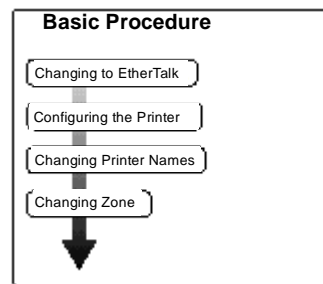 Basic Procedure
Changing to EtherTalk
Configuring the Printer
Changing Printer Names
Changing Zone